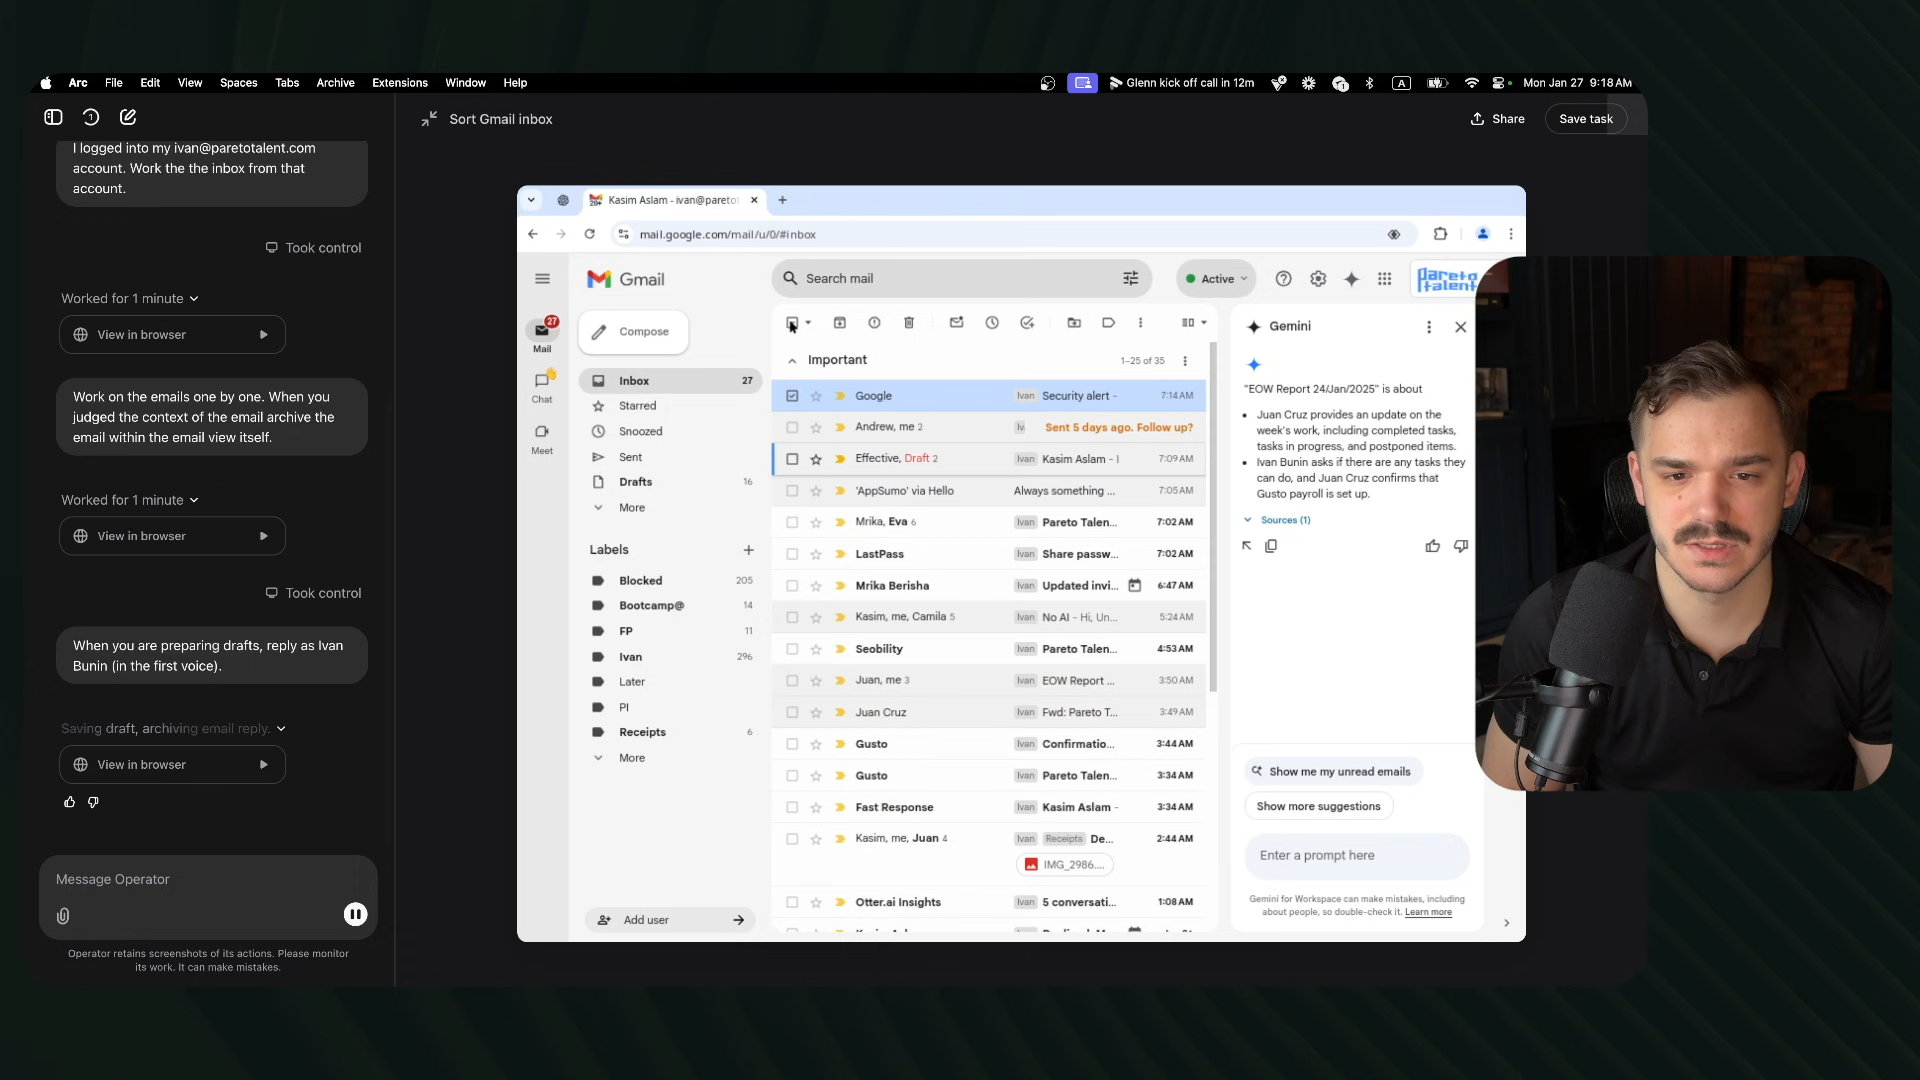 Arc File Edit View Spaces Tabs Archive Extensions Window Help
Glenn kick off call in 12m
A
Mon Jan 27 9:18 AM
Sort Gmail inbox
Share
Save task
I logged into my ivan@paretotalent.com
account. Work the the inbox from that
account.
Took control
Worked for 1 minute
View in browser
Work on the emails one by one. When you
judged the context of the email archive the
email within the email view itself.
Worked for 1 minute
View in browser
Took control
When you are preparing drafts, reply as Ivan
Bunin (in the first voice).
Saving draft, archiving email reply.
View in browser
Message Operator
Operator retains screenshots of its actions. Please monitor
its work. It can make mistakes.
Kasim Aslam - ivan@pareto
mail.google.com/mail/u/0/#inbox
Gmail
Search mail
Active
pareto
talent
27
Mail
Chat
Meet
Compose
Inbox 27
Starred
Snoozed
Sent
Drafts 16
More
Labels
Blocked 205
Bootcamp@ 14
FP 11
Ivan 296
Later
PI
Receipts 6
More
Add user
Important 1–25 of 35
Google Ivan Security alert - 7:14 AM
Andrew, me 2 Iv Sent 5 days ago. Follow up?
Effective, Draft 2 Ivan Kasim Aslam - I 7:09 AM
'AppSumo' via Hello Always something ... 7:05 AM
Mrika, Eva 6 Ivan Pareto Talen... 7:02 AM
LastPass Ivan Share passw... 7:02 AM
Mrika Berisha Ivan Updated invi... 6:47 AM
Kasim, me, Camila 5 Ivan No AI - Hi, Un... 5:24 AM
Seobility Ivan Pareto Talen... 4:53 AM
Juan, me 3 Ivan EOW Report ... 3:50 AM
Juan Cruz Ivan Fwd: Pareto T... 3:49 AM
Gusto Ivan Confirmatio... 3:44 AM
Gusto Ivan Pareto Talen... 3:34 AM
Fast Response Ivan Kasim Aslam - 3:34 AM
Kasim, me, Juan 4 Ivan Receipts De... 2:44 AM
IMG_2986....
Otter.ai Insights Ivan 5 conversati... 1:08 AM
Gemini
"EOW Report 24/Jan/2025" is about
• Juan Cruz provides an update on the
week's work, including completed tasks,
tasks in progress, and postponed items.
• Ivan Bunin asks if there are any tasks they
can do, and Juan Cruz confirms that
Gusto payroll is set up.
Sources (1)
Show me my unread emails
Show more suggestions
Enter a prompt here
Gemini for Workspace can make mistakes, including
about people, so double-check it. Learn more